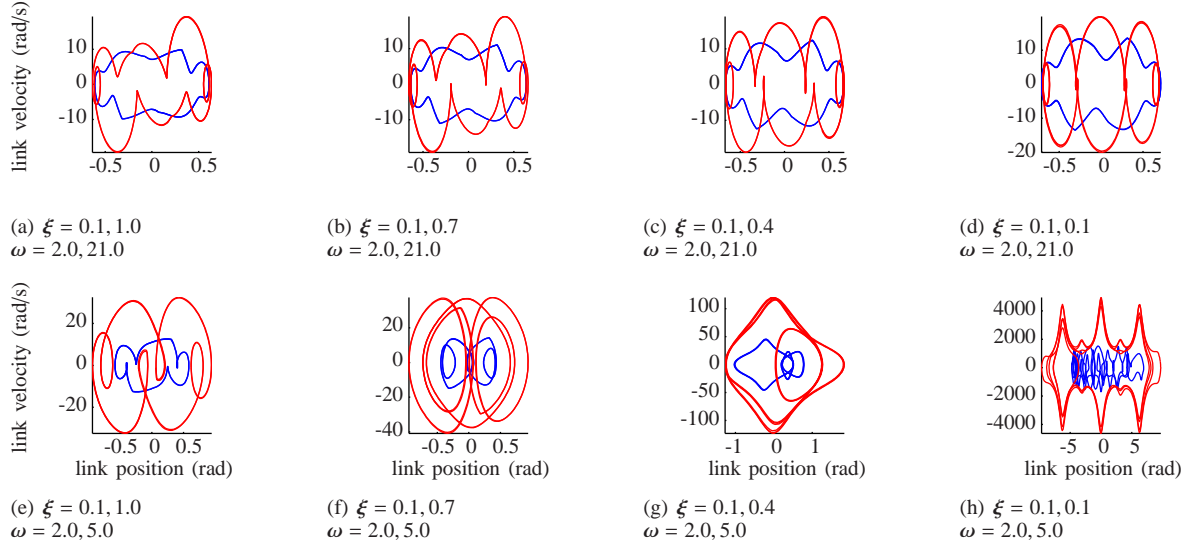 link velocity (rad/s)
10
0
-10
-0.5 0 0.5
10
0
-10
-0.5 0 0.5
10
0
-10
-0.5 0 0.5
10
0
-10
-20
-0.5 0 0.5
(a) ξ = 0.1, 1.0
ω = 2.0, 21.0
(b) ξ = 0.1, 0.7
ω = 2.0, 21.0
(c) ξ = 0.1, 0.4
ω = 2.0, 21.0
(d) ξ = 0.1, 0.1
ω = 2.0, 21.0
link velocity (rad/s)
20
0
-20
-0.5 0 0.5
link position (rad)
40
20
0
-20
-40
-0.5 0 0.5
link position (rad)
100
50
0
-50
-100
-1 0 1
link position (rad)
4000
2000
0
-2000
-4000
-5 0 5
link position (rad)
(e) ξ = 0.1, 1.0
ω = 2.0, 5.0
(f) ξ = 0.1, 0.7
ω = 2.0, 5.0
(g) ξ = 0.1, 0.4
ω = 2.0, 5.0
(h) ξ = 0.1, 0.1
ω = 2.0, 5.0